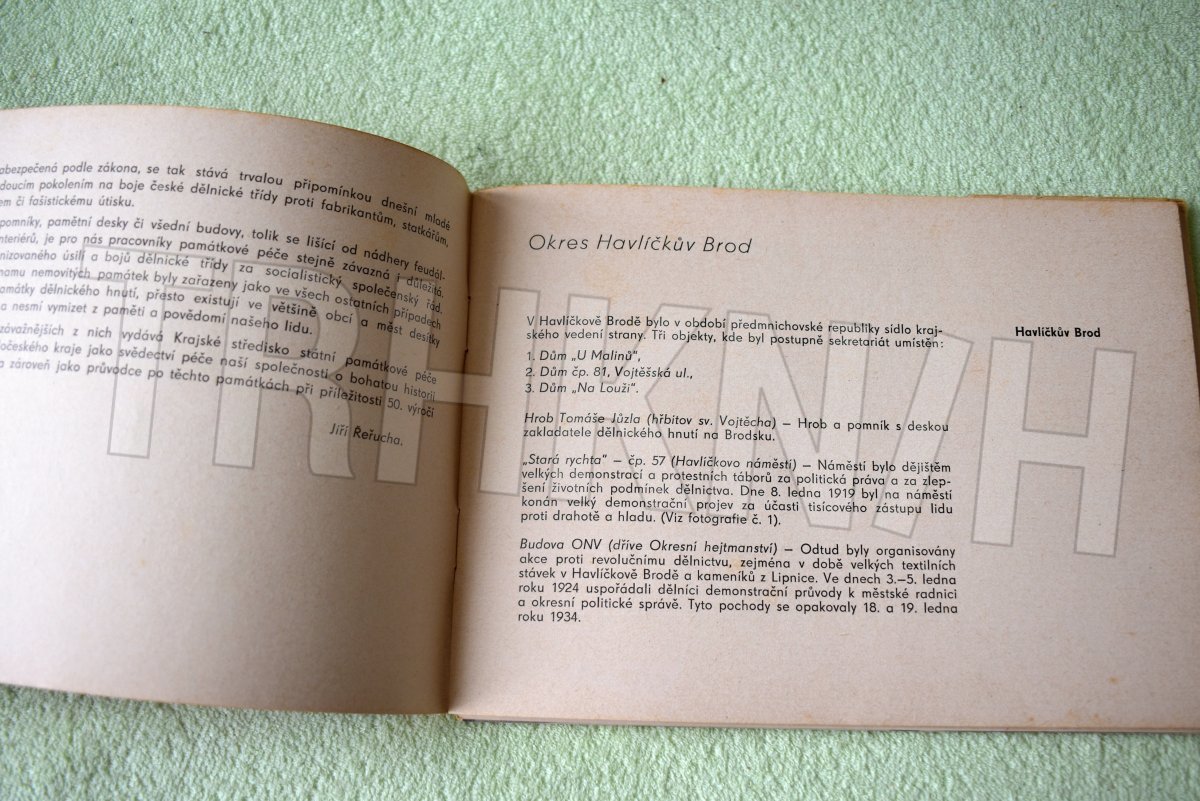 abezpečená podle zákona, se tak stává trvalou připomínkou dnešní mladé
doucím pokolením na boje české dělnické třídy proti fabrikantům, statkářům,
em či fašistickému útisku.
pomníky, pamětní desky či všední budovy, tolik se lišící od nádhery feudál-
nteriérů, je pro nás pracovníky památkové péče stejně závazná i důležitá.
nizovaného úsilí a bojů dělnické třídy za socialistický společenský řád.
namu nemovitých památek byly zařazeny jako ve všech ostatních případech
amátky dělnického hnutí, přesto existují ve většině obcí a měst desítky
a nesmí vymizet z paměti a povědomí našeho lidu.
závažnějších z nich vydává Krajské středisko státní památkové péče
očeského kraje jako svědectví péče naší společnosti o bohatou historii
a zároveň jako průvodce po těchto památkách při příležitosti 50. výročí
Jiří Řeřucha.
Okres Havlíčkův Brod
V Havlíčkově Brodě bylo v období předmnichovské republiky sídlo kraj-
ského vedení strany. Tři objekty, kde byl postupně sekretariát umístěn:
1. Dům „U Malinů",
2. Dům čp. 81, Vojtěšská ul.,
3. Dům „Na Louži".
Havlíčkův Brod
Hrob Tomáše Jůzla (hřbitov sv. Vojtěcha) – Hrob a pomník s deskou
zakladatele dělnického hnutí na Brodsku.
„Stará rychta" – čp. 57 (Havlíčkovo náměstí) – Náměstí bylo dějištěm
velkých demonstrací a protestních táborů za politická práva a za zlep-
šení životních podmínek dělnictva. Dne 8. ledna 1919 byl na náměstí
konán velký demonstrační projev za účasti tisícového zástupu lidu
proti drahotě a hladu. (Viz fotografie č. 1).
Budova ONV (dříve Okresní hejtmanství) – Odtud byly organisovány
akce proti revolučnímu dělnictvu, zejména v době velkých textilních
stávek v Havlíčkově Brodě a kameníků z Lipnice. Ve dnech 3.–5. ledna
roku 1924 uspořádali dělníci demonstrační průvody k městské radnici
a okresní politické správě. Tyto pochody se opakovaly 18. a 19. ledna
roku 1934.
TRHKNIH